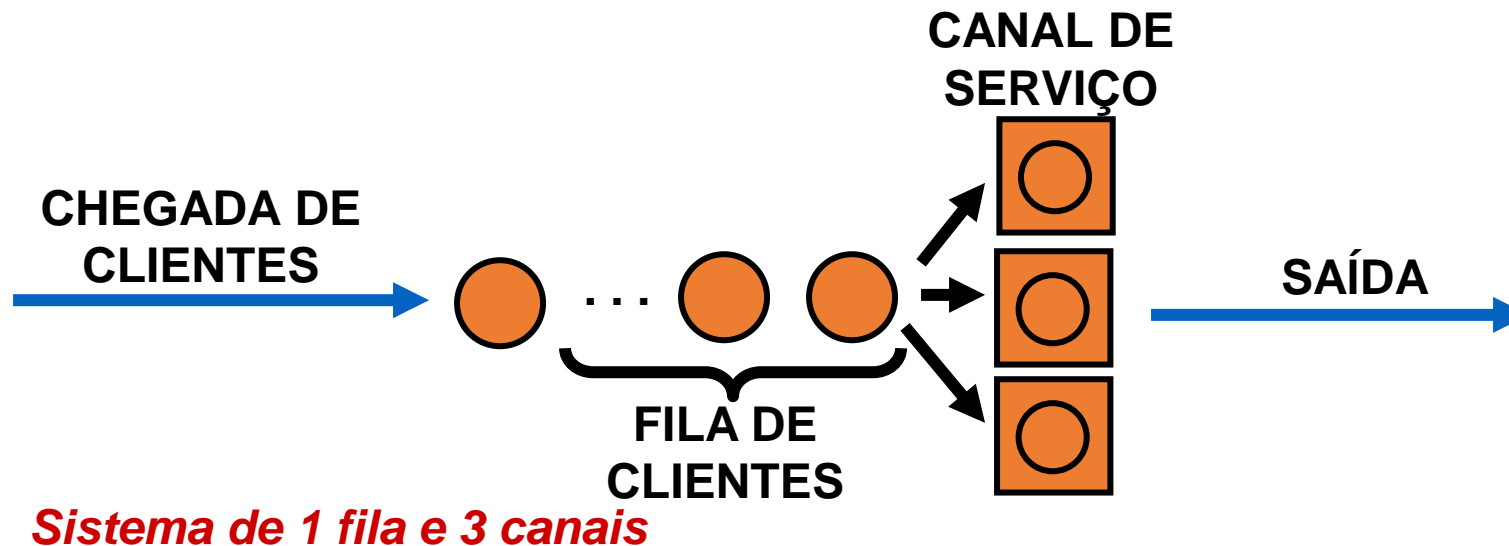 CANAL DE
SERVIÇO
CHEGADA DE
CLIENTES
. . .
SAÍDA
FILA DE
CLIENTES
Sistema de 1 fila e 3 canais